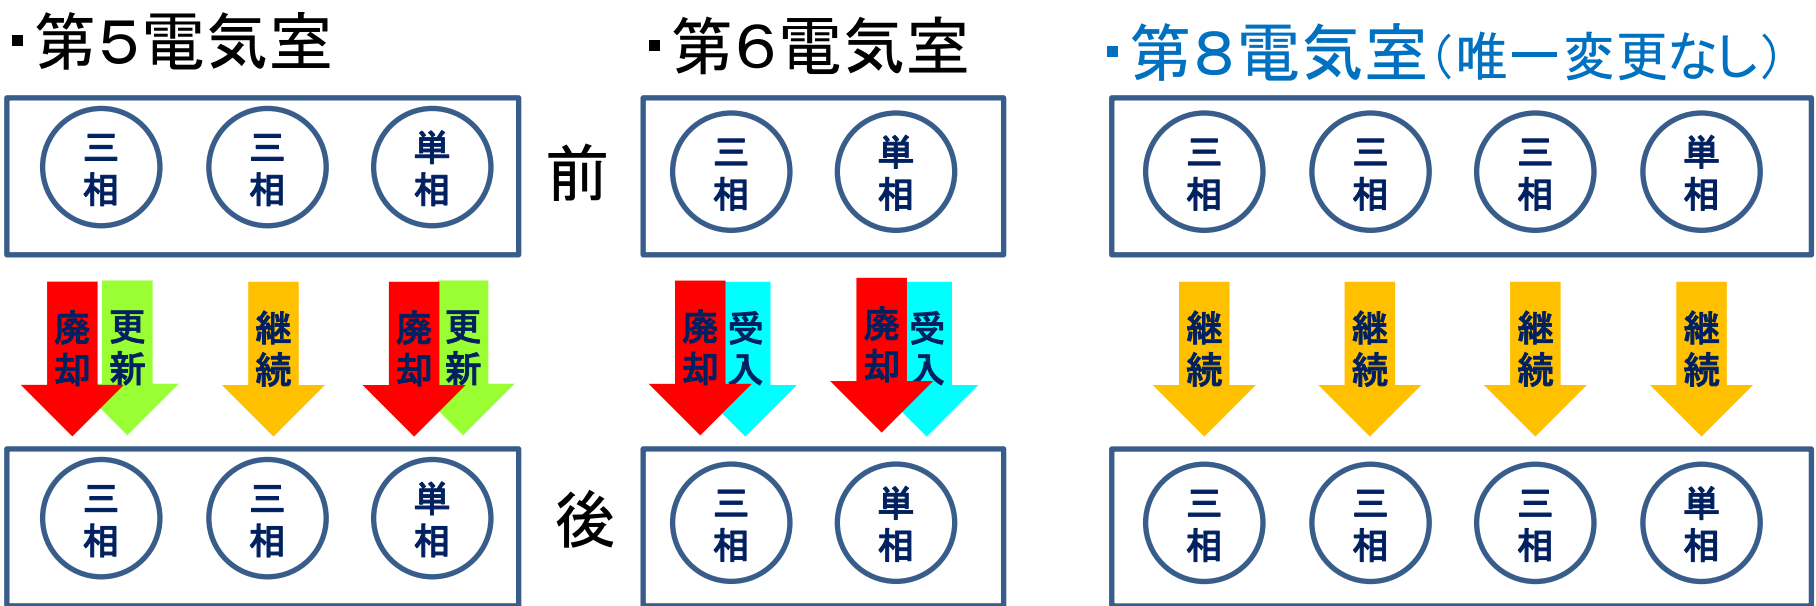 ・第5電気室
・第6電気室
・第8電気室（唯一変更なし）
三相 三相 単相
前
三相 単相
三相 三相 三相 単相
廃却 更新 継続 廃却 更新
廃却 受入 廃却 受入
継続 継続 継続 継続
三相 三相 単相
後
三相 単相
三相 三相 三相 単相